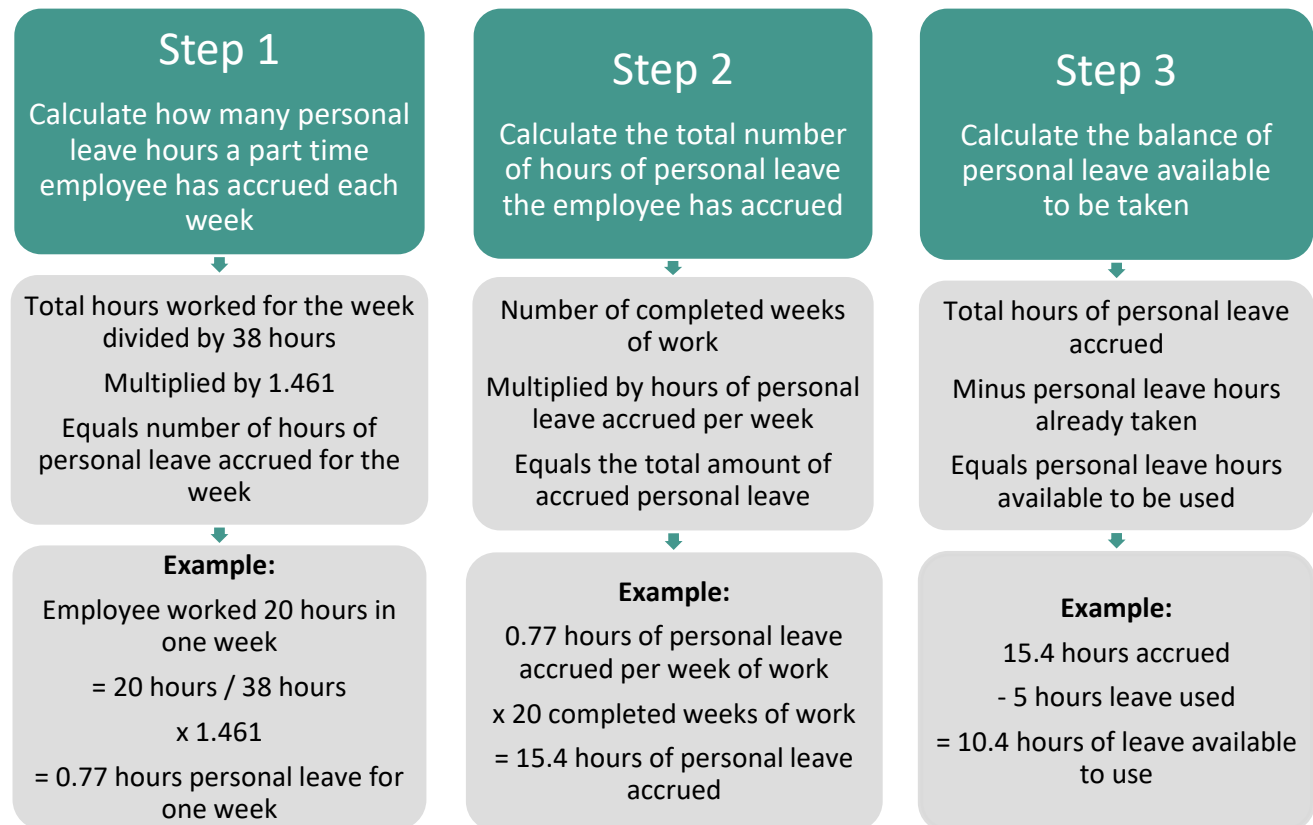 Step 1
Calculate how many personal
leave hours a part time
employee has accrued each
week
Total hours worked for the week
divided by 38 hours
Multiplied by 1.461
Equals number of hours of
personal leave accrued for the
week
Example:
Employee worked 20 hours in
one week
= 20 hours / 38 hours
x 1.461
= 0.77 hours personal leave for
one week
Step 2
Calculate the total number
of hours of personal leave
the employee has accrued
Number of completed weeks
of work
Multiplied by hours of personal
leave accrued per week
Equals the total amount of
accrued personal leave
Example:
0.77 hours of personal leave
accrued per week of work
x 20 completed weeks of work
= 15.4 hours of personal leave
accrued
Step 3
Calculate the balance of
personal leave available
to be taken
Total hours of personal leave
accrued
Minus personal leave hours
already taken
Equals personal leave hours
available to be used
Example:
15.4 hours accrued
- 5 hours leave used
= 10.4 hours of leave available
to use